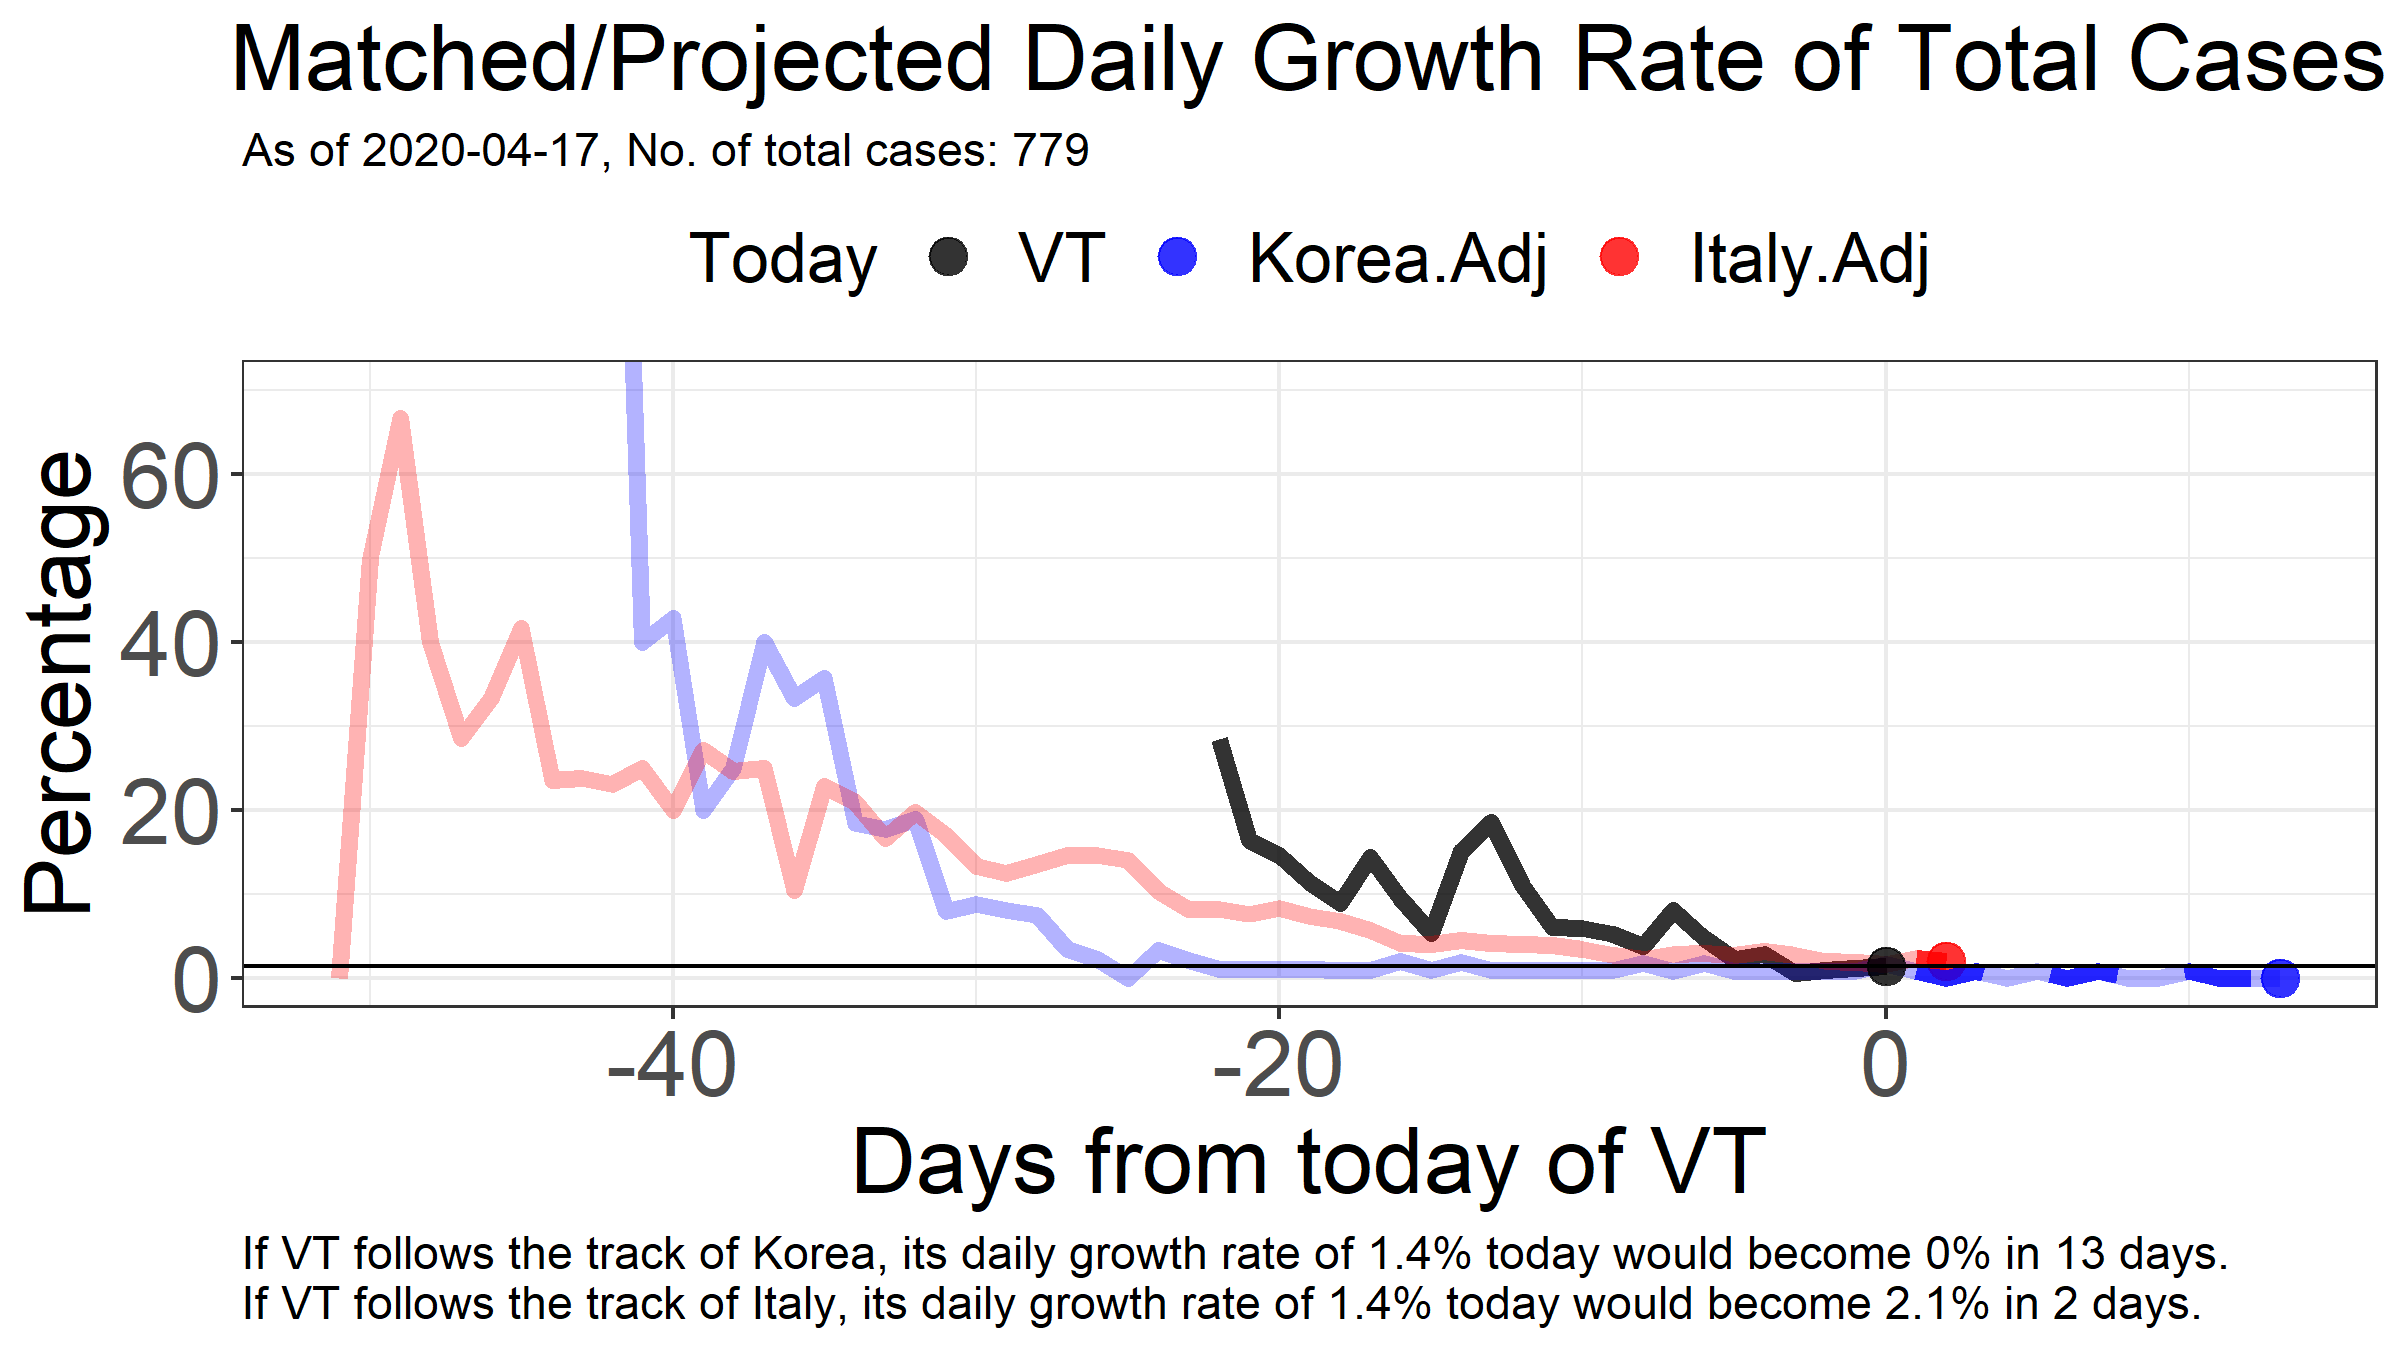 Matched/Projected Daily Growth Rate of Total Cases
As of 2020-04-17, No. of total cases: 779
Today VT Korea.Adj Italy.Adj
Percentage
60
40
20
0
-40 -20 0
Days from today of VT
If VT follows the track of Korea, its daily growth rate of 1.4% today would become 0% in 13 days.
If VT follows the track of Italy, its daily growth rate of 1.4% today would become 2.1% in 2 days.